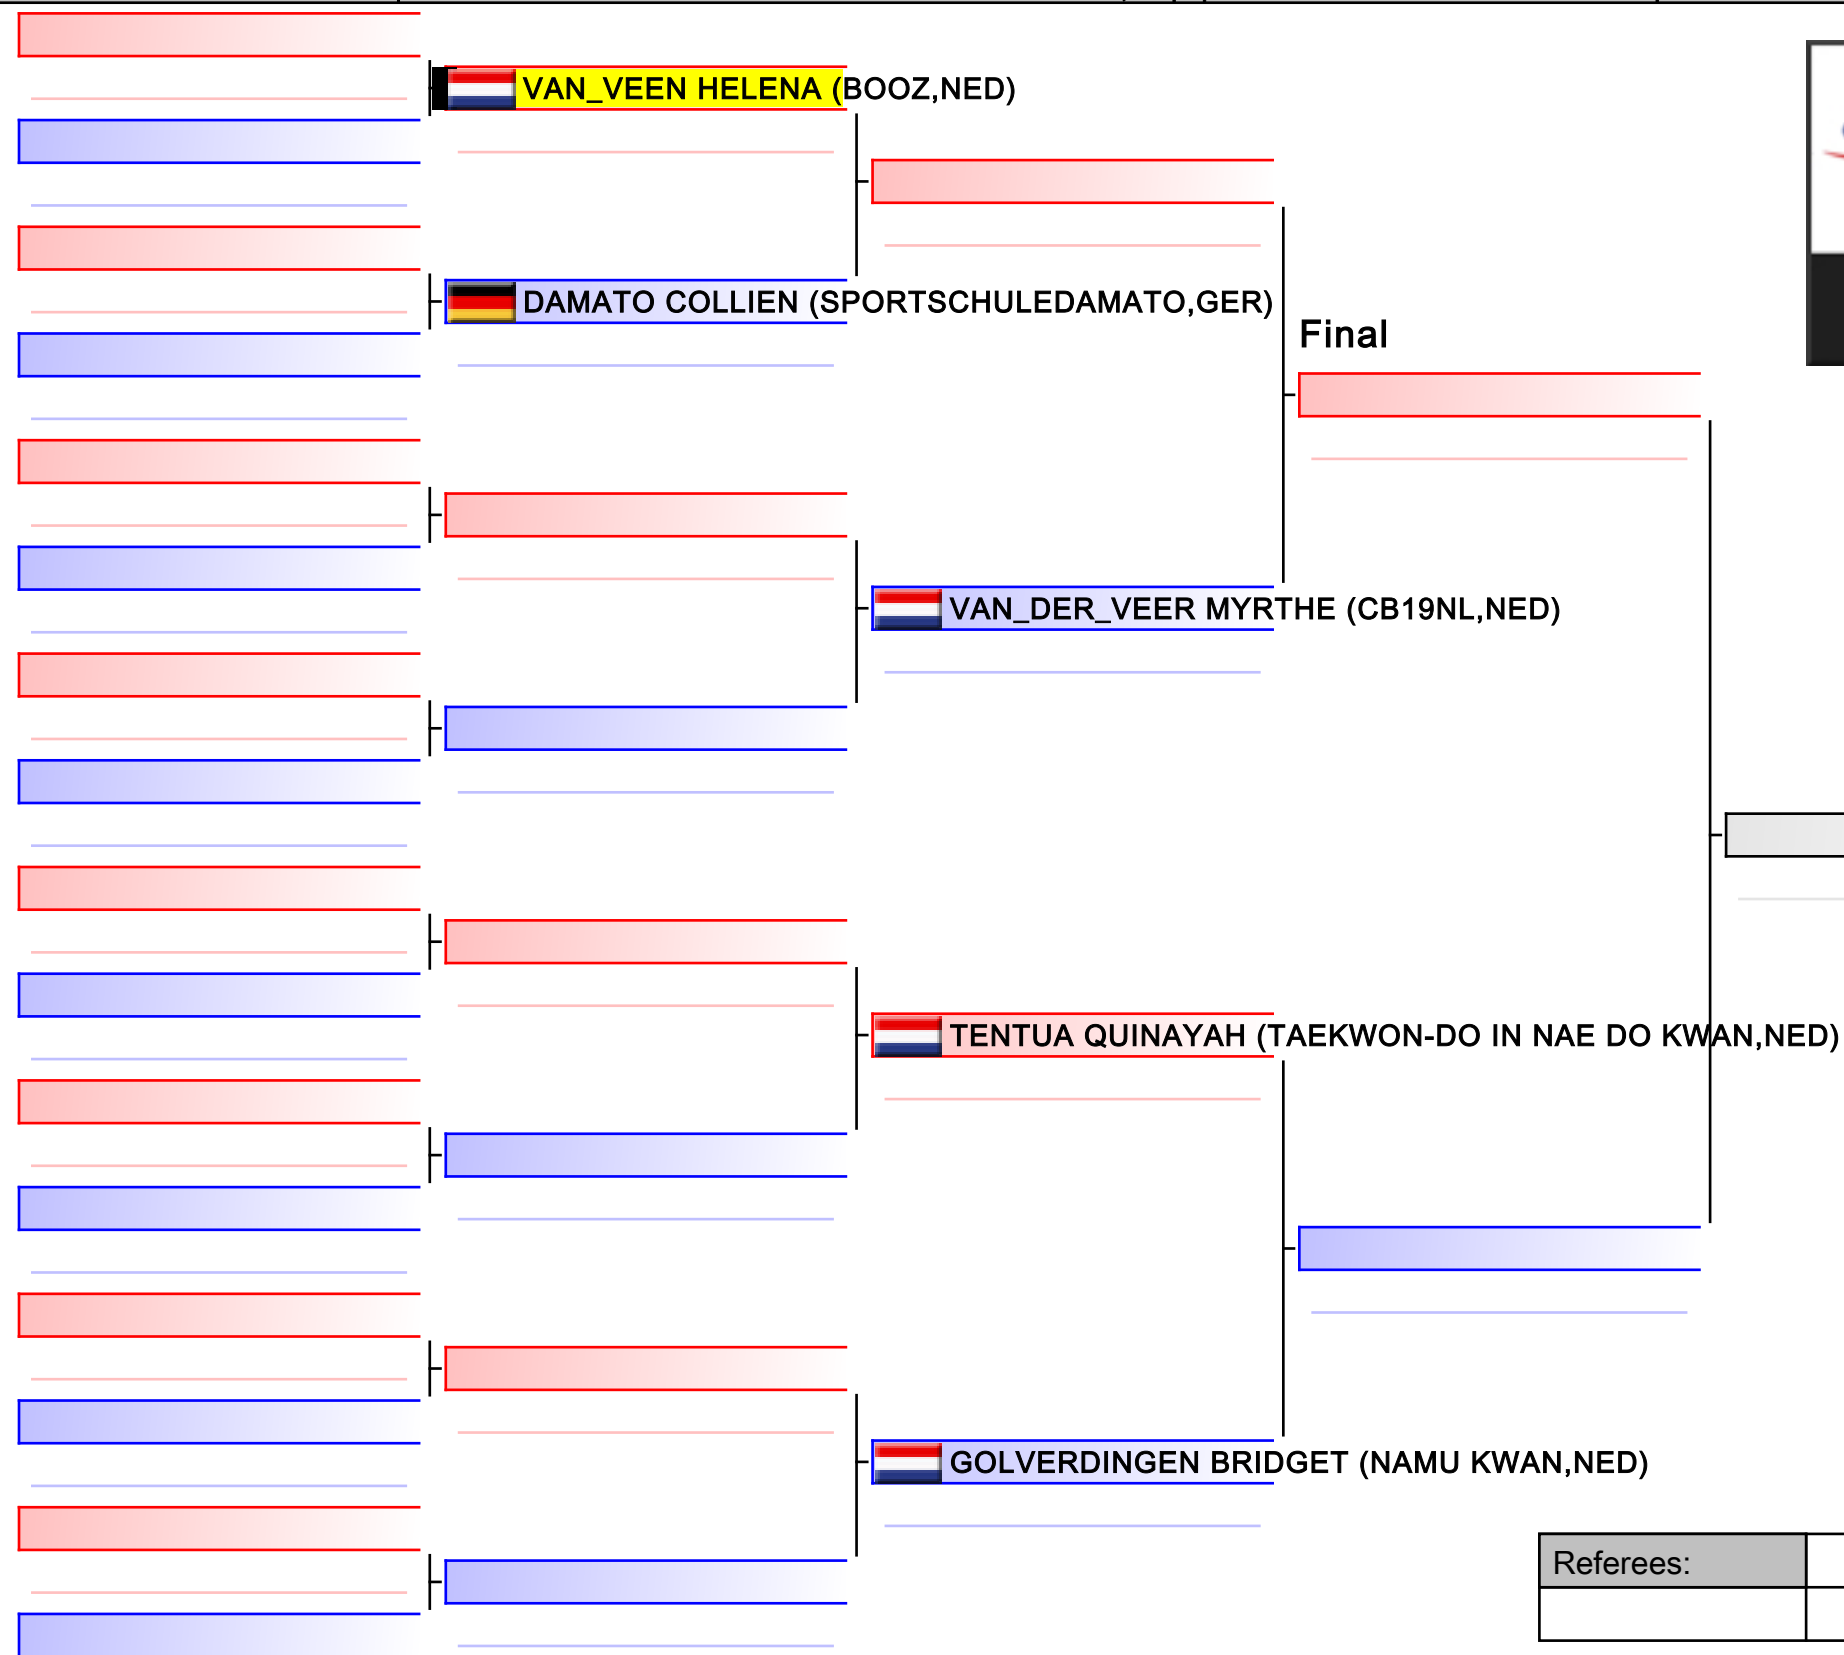 VAN_VEEN HELENA (BOOZ,NED)
DAMATO COLLIEN (SPORTSCHULEDAMATO,GER)
Final
VAN_DER_VEER MYRTHE (CB19NL,NED)
TENTUA QUINAYAH (TAEKWON-DO IN NAE DO KWAN,NED)
GOLVERDINGEN BRIDGET (NAMU KWAN,NED)
Referees: